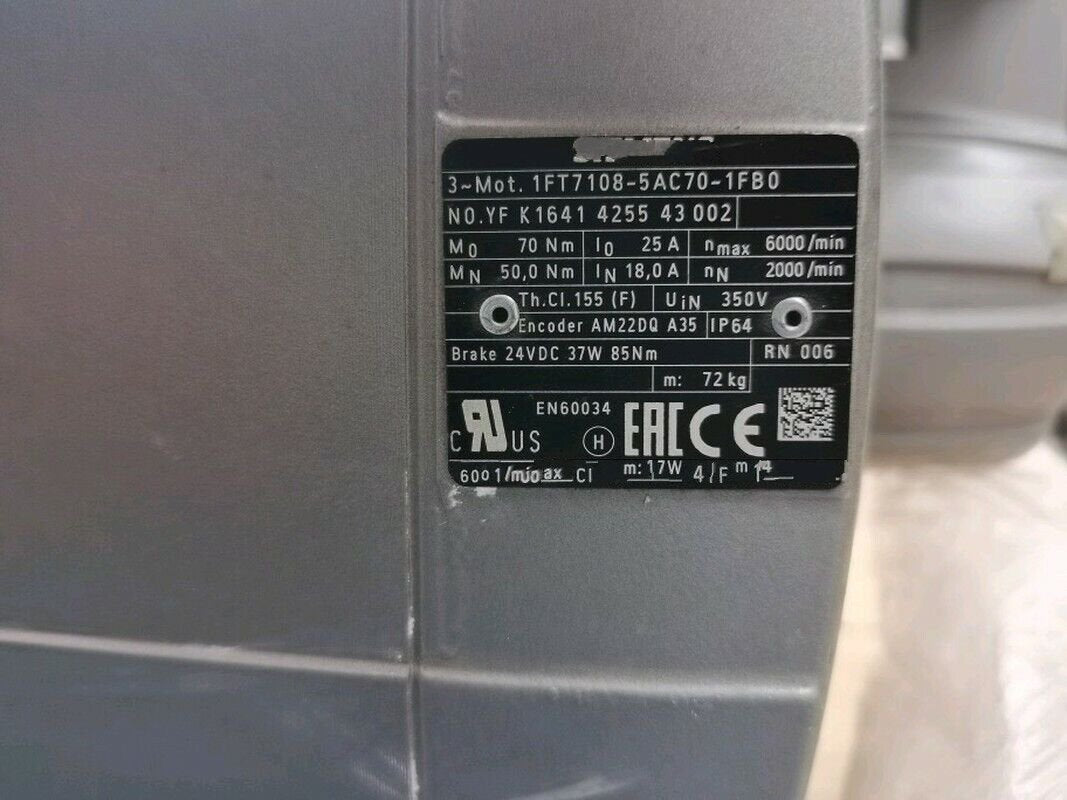 3~Mot. 1FT7108-5AC70-1FB0
NO.YF K1641 4255 43 002
M0 70 Nm I0 25 A nmax 6000/min
MN 50,0 Nm IN 18,0 A nN 2000/min
Th.Cl.155 (F) UiN 350V
Encoder AM22DQ A35 IP64
Brake 24VDC 37W 85Nm RN 006
m: 72 kg
EN60034
C RU US H EAC CE
m: 17W